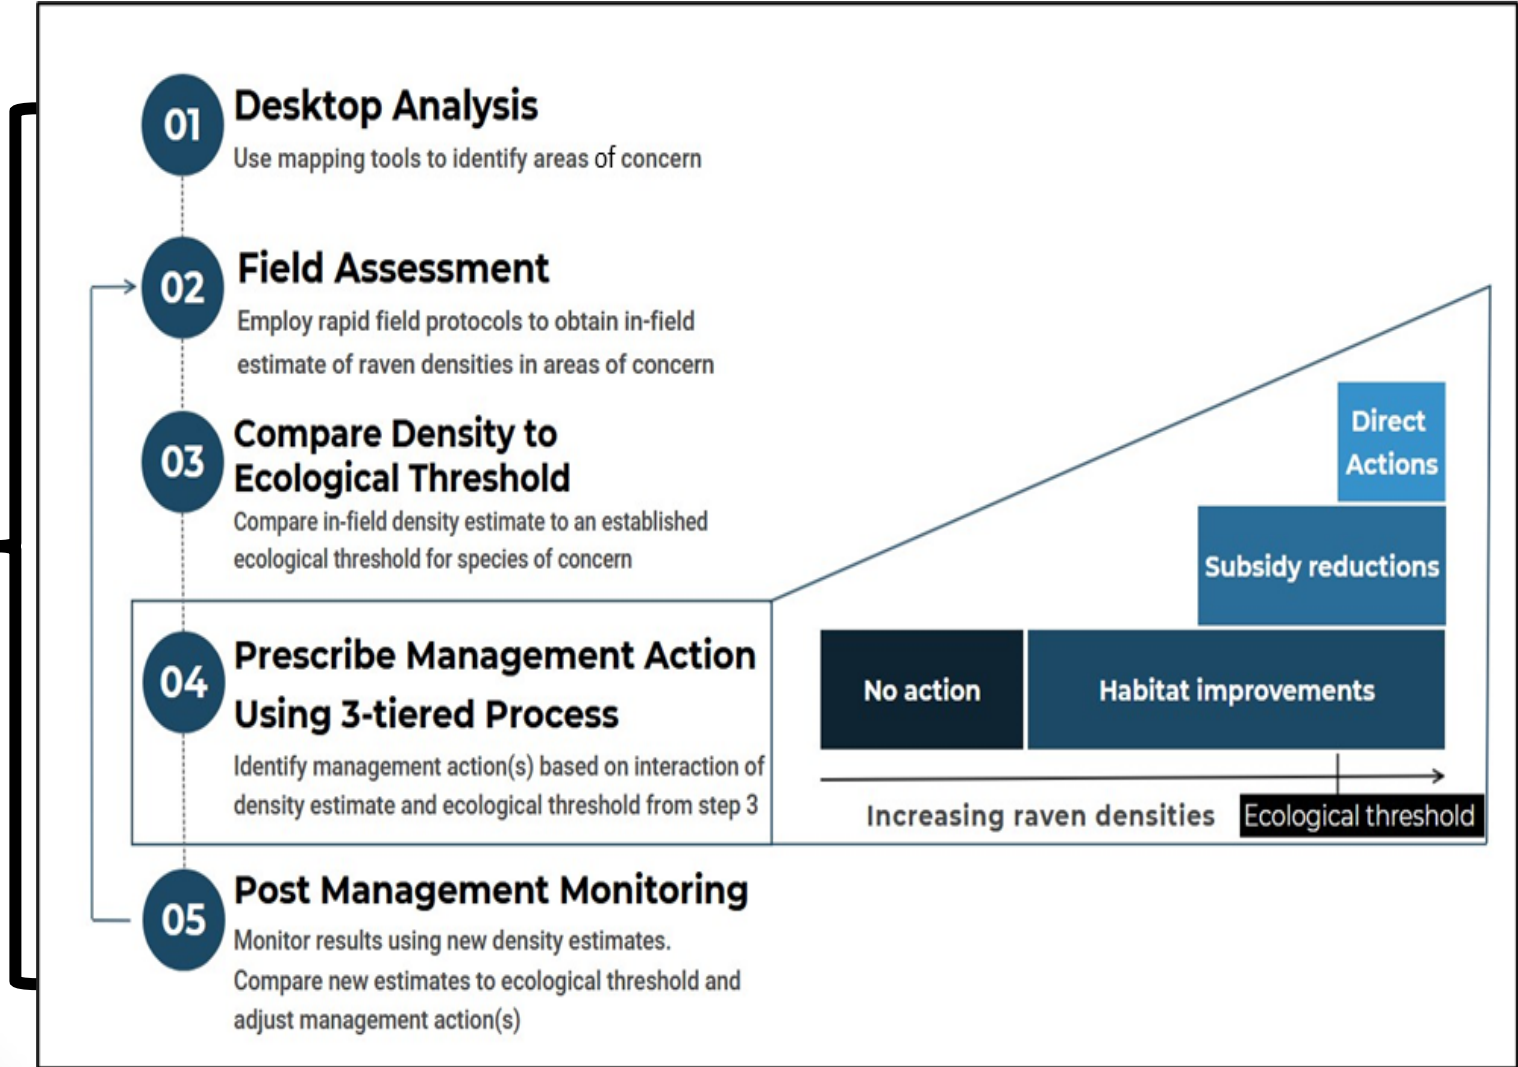 01
Desktop Analysis
Use mapping tools to identify areas of concern
02
Field Assessment
Employ rapid field protocols to obtain in-field
estimate of raven densities in areas of concern
03
Compare Density to
Ecological Threshold
Compare in-field density estimate to an established
ecological threshold for species of concern
04
Prescribe Management Action
Using 3-tiered Process
Identify management action(s) based on interaction of
density estimate and ecological threshold from step 3
05
Post Management Monitoring
Monitor results using new density estimates.
Compare new estimates to ecological threshold and
adjust management action(s)
Direct
Actions
Subsidy reductions
No action
Habitat improvements
Increasing raven densities
Ecological threshold